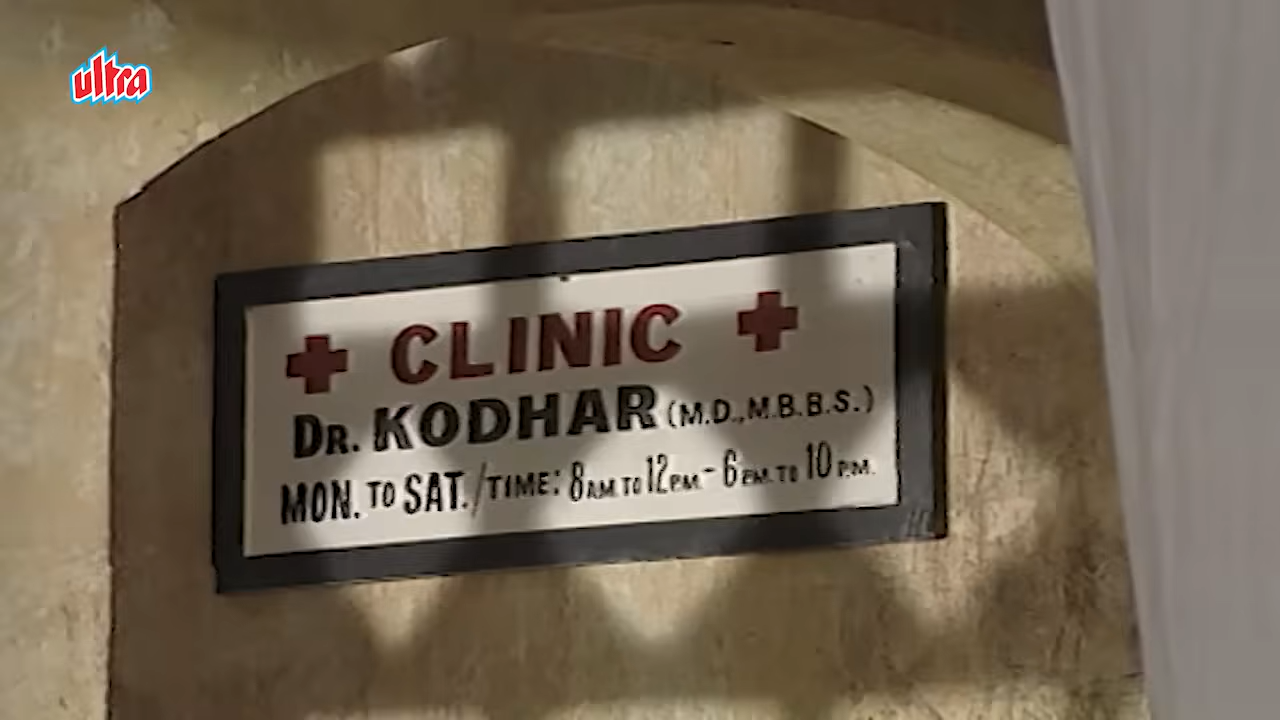 ultra
CLINIC
DR. KODHAR (M.D.,M.B.B.S.)
MON. TO SAT./TIME: 8AM TO 12PM - 6PM TO 10 P.M.